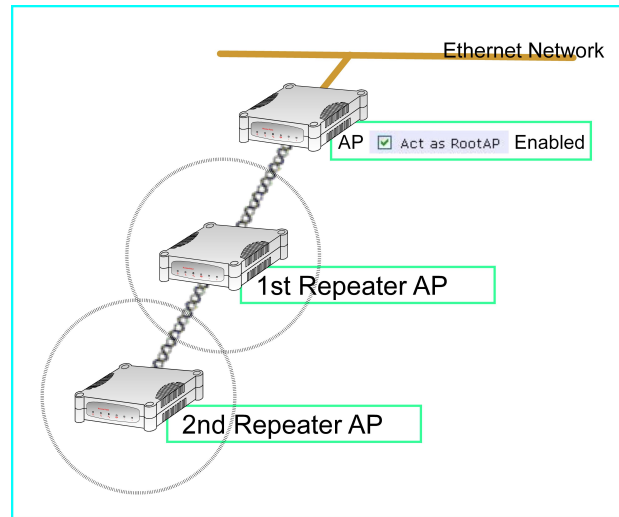 Ethernet Network
AP Act as RootAP Enabled
1st Repeater AP
2nd Repeater AP